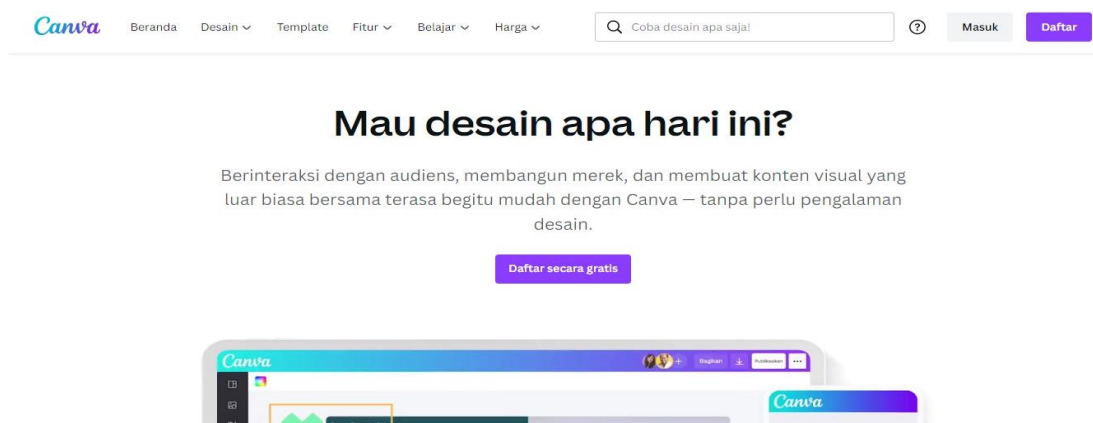 Canva Beranda Desain Template Fitur Belajar Harga Coba desain apa saja! Masuk Daftar
Mau desain apa hari ini?
Berinteraksi dengan audiens, membangun merek, dan membuat konten visual yang
luar biasa bersama terasa begitu mudah dengan Canva — tanpa perlu pengalaman
desain.
Daftar secara gratis
Canva Bagikan Publikasikan
Canva